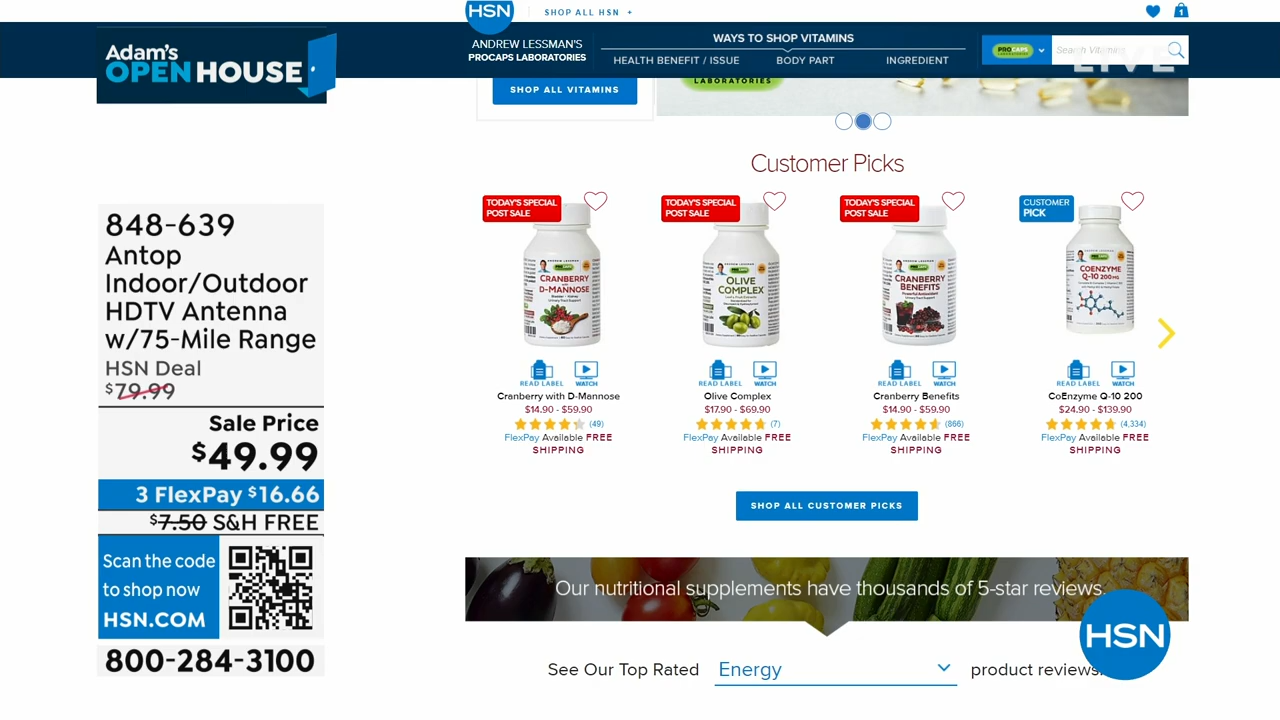 HSN
SHOP ALL HSN +
1
Adam's
OPEN HOUSE
ANDREW LESSMAN'S
PROCAPS LABORATORIES
WAYS TO SHOP VITAMINS
HEALTH BENEFIT / ISSUE
BODY PART
INGREDIENT
PROCAPS
Search Vitamins
LIVE
SHOP ALL VITAMINS
LABORATORIES
Customer Picks
TODAY'S SPECIAL
POST SALE
TODAY'S SPECIAL
POST SALE
TODAY'S SPECIAL
POST SALE
CUSTOMER
PICK
CRANBERRY
with
D-MANNOSE
OLIVE
COMPLEX
CRANBERRY
BENEFITS
COENZYME
Q-10 200MG
READ LABEL
WATCH
READ LABEL
WATCH
READ LABEL
WATCH
READ LABEL
WATCH
Cranberry with D-Mannose
$14.90 - $59.90
(49)
FlexPay Available FREE
SHIPPING
Olive Complex
$17.90 - $69.90
(7)
FlexPay Available FREE
SHIPPING
Cranberry Benefits
$14.90 - $59.90
(866)
FlexPay Available FREE
SHIPPING
CoEnzyme Q-10 200
$24.90 - $139.90
(4,334)
FlexPay Available FREE
SHIPPING
SHOP ALL CUSTOMER PICKS
Our nutritional supplements have thousands of 5-star reviews.
See Our Top Rated Energy product reviews.
HSN
848-639
Antop
Indoor/Outdoor
HDTV Antenna
w/75-Mile Range
HSN Deal
$79.99
Sale Price
$49.99
3 FlexPay $16.66
$7.50 S&H FREE
Scan the code
to shop now
HSN.COM
800-284-3100